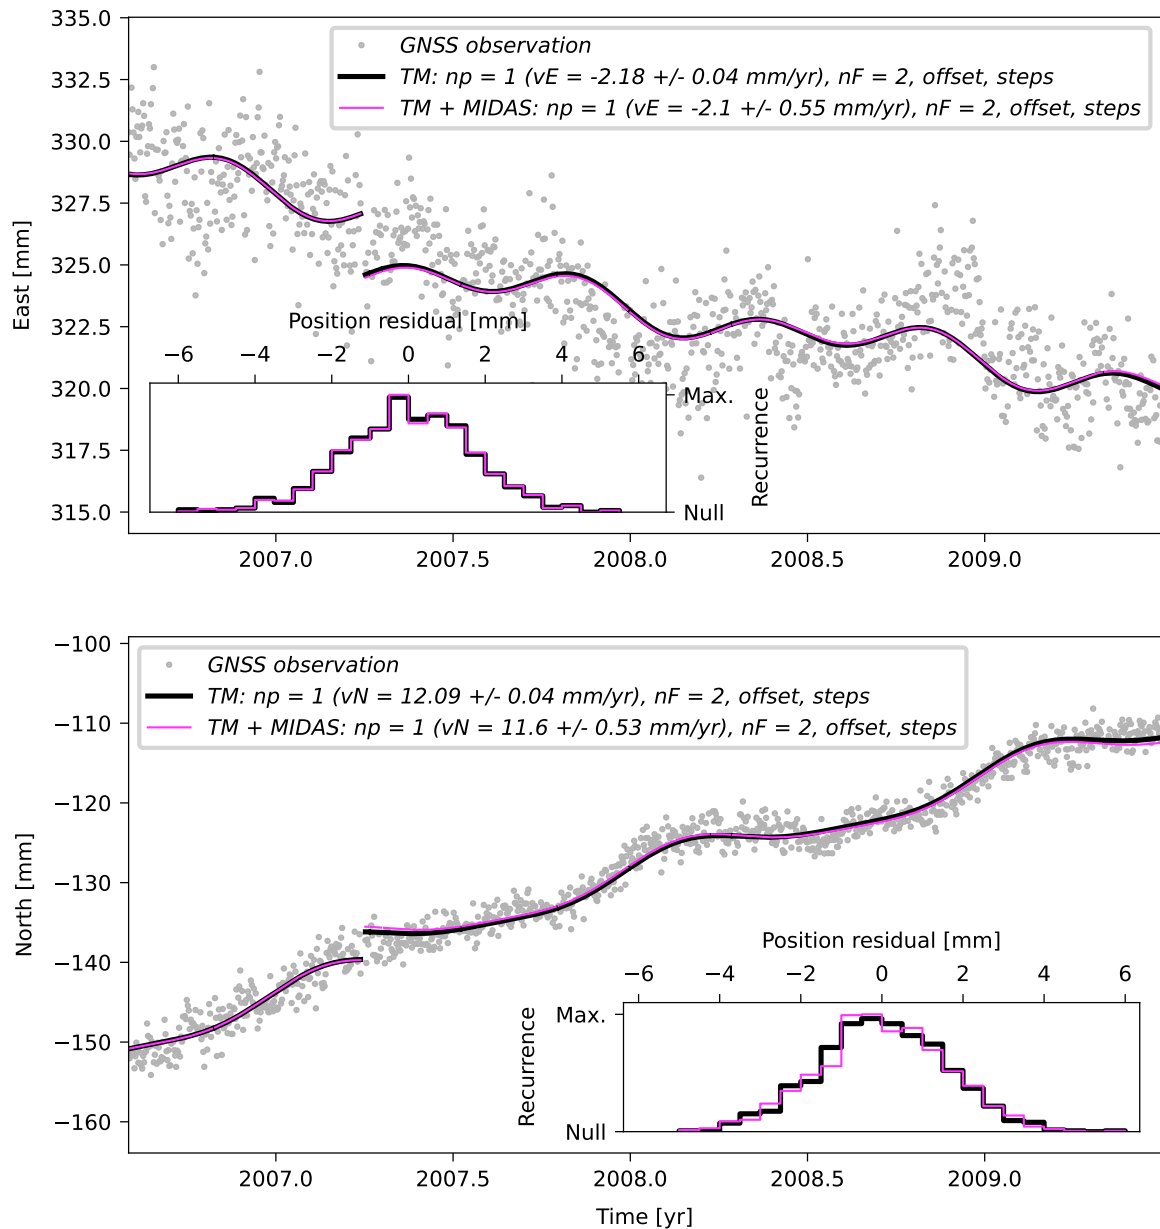 335.0
332.5
330.0
327.5
325.0
322.5
320.0
317.5
315.0
East [mm]
GNSS observation
TM: np = 1 (vE = -2.18 +/- 0.04 mm/yr), nF = 2, offset, steps
TM + MIDAS: np = 1 (vE = -2.1 +/- 0.55 mm/yr), nF = 2, offset, steps
Position residual [mm]
−6 −4 −2 0 2 4 6
Max.
Null
Recurrence
2007.0 2007.5 2008.0 2008.5 2009.0
−100
−110
−120
−130
−140
−150
−160
North [mm]
GNSS observation
TM: np = 1 (vN = 12.09 +/- 0.04 mm/yr), nF = 2, offset, steps
TM + MIDAS: np = 1 (vN = 11.6 +/- 0.53 mm/yr), nF = 2, offset, steps
Position residual [mm]
−6 −4 −2 0 2 4 6
Max.
Null
Recurrence
2007.0 2007.5 2008.0 2008.5 2009.0
Time [yr]